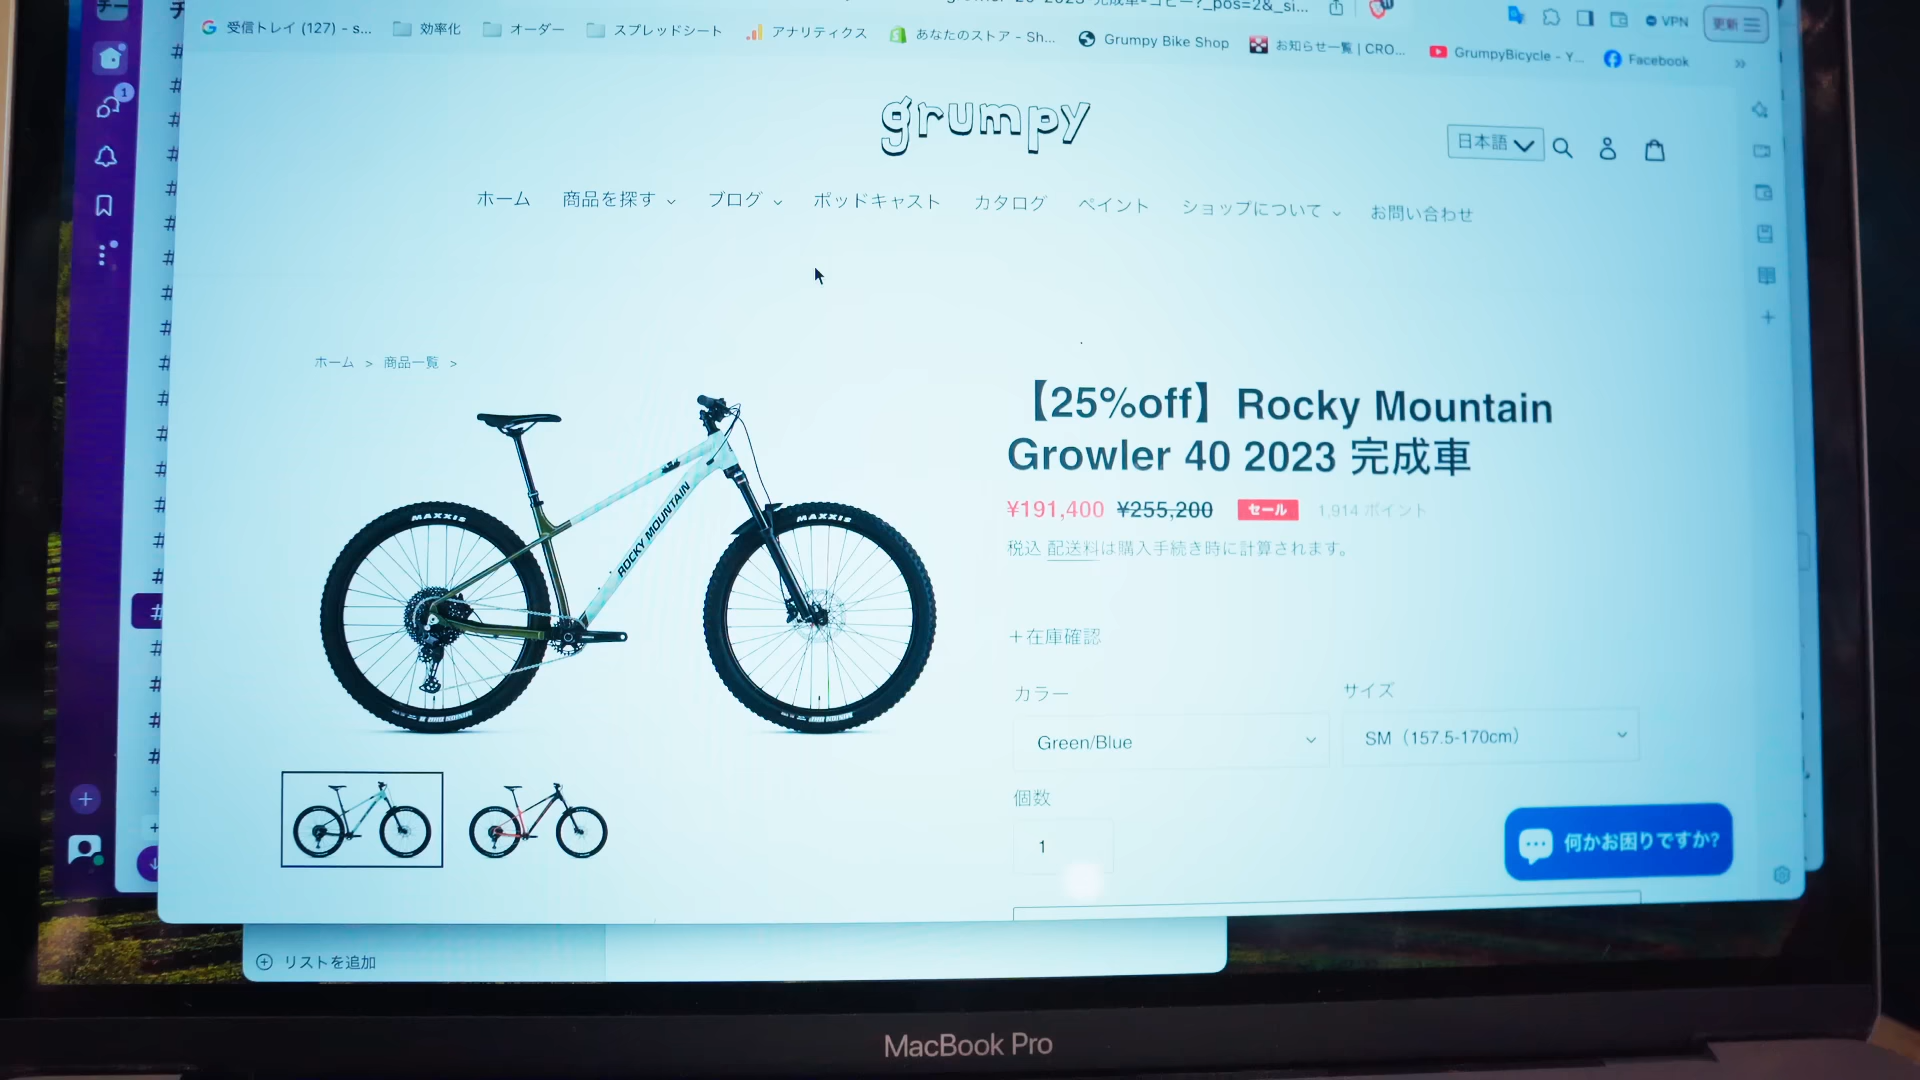 受信トレイ (127) - s...
効率化
オーダー
スプレッドシート
アナリティクス
あなたのストア - Sh...
Grumpy Bike Shop
お知らせ一覧 | CRO...
GrumpyBicycle - Y...
Facebook
VPN
更新
1
grumpy
日本語
ホーム
商品を探す
ブログ
ポッドキャスト
カタログ
ペイント
ショップについて
お問い合わせ
ホーム > 商品一覧 >
【25%off】Rocky Mountain
Growler 40 2023 完成車
¥191,400 ¥255,200 セール 1,914 ポイント
税込 配送料は購入手続き時に計算されます。
MAXXIS
ROCKY MOUNTAIN
MAXXIS
+在庫確認
カラー
サイズ
Green/Blue
SM（157.5-170cm）
個数
1
何かお困りですか?
リストを追加
MacBook Pro